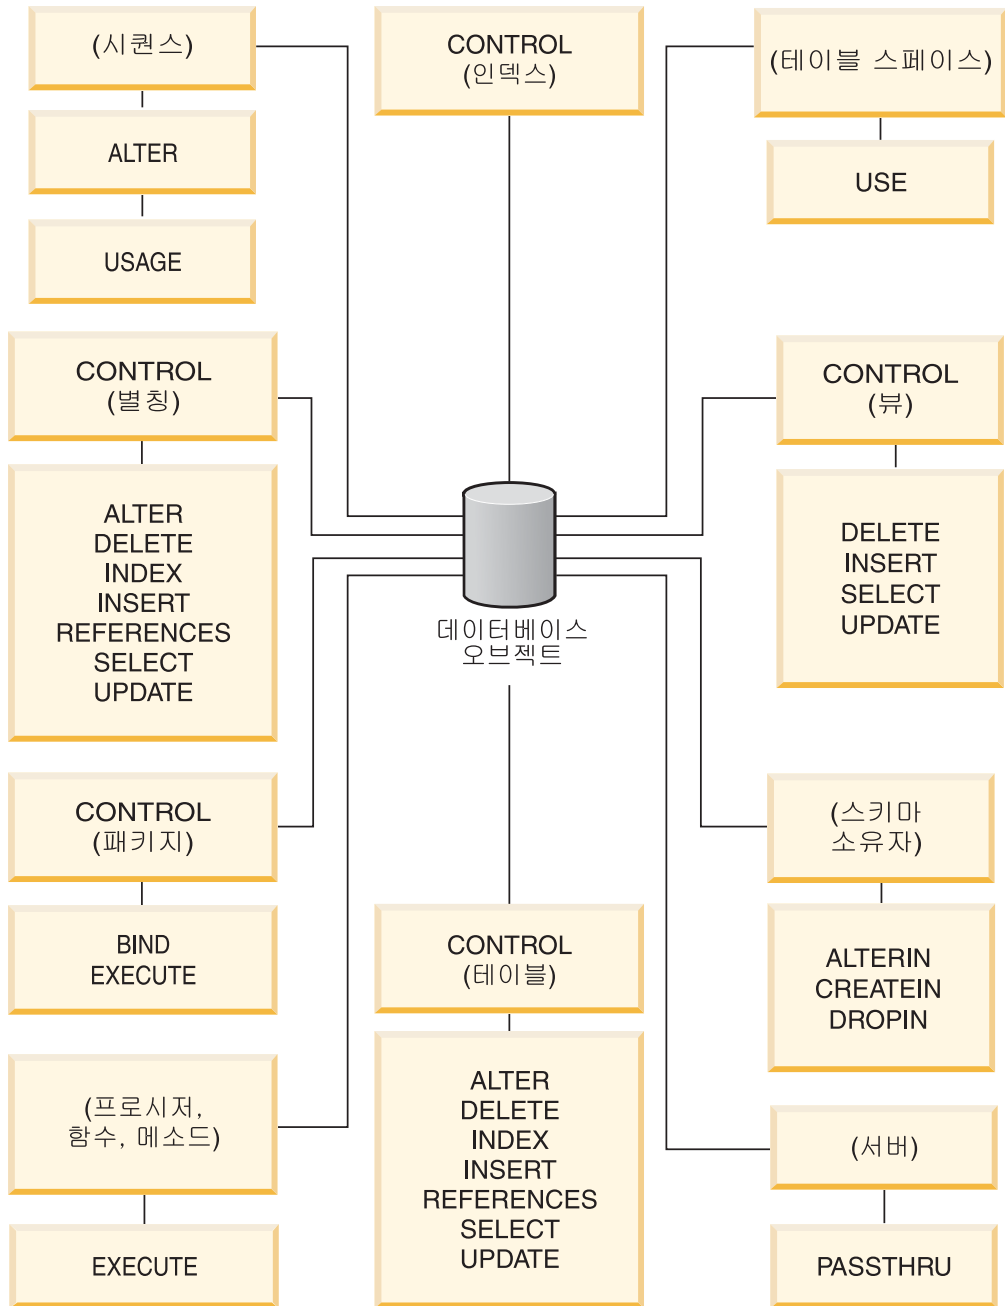 (시퀀스)
ALTER
USAGE
CONTROL
(인덱스)
(테이블 스페이스)
USE
CONTROL
(별칭)
ALTER
DELETE
INDEX
INSERT
REFERENCES
SELECT
UPDATE
CONTROL
(뷰)
DELETE
INSERT
SELECT
UPDATE
데이터베이스
오브젝트
CONTROL
(패키지)
BIND
EXECUTE
CONTROL
(테이블)
ALTER
DELETE
INDEX
INSERT
REFERENCES
SELECT
UPDATE
(스키마
소유자)
ALTERIN
CREATEIN
DROPIN
(프로시저,
함수, 메소드)
EXECUTE
(서버)
PASSTHRU